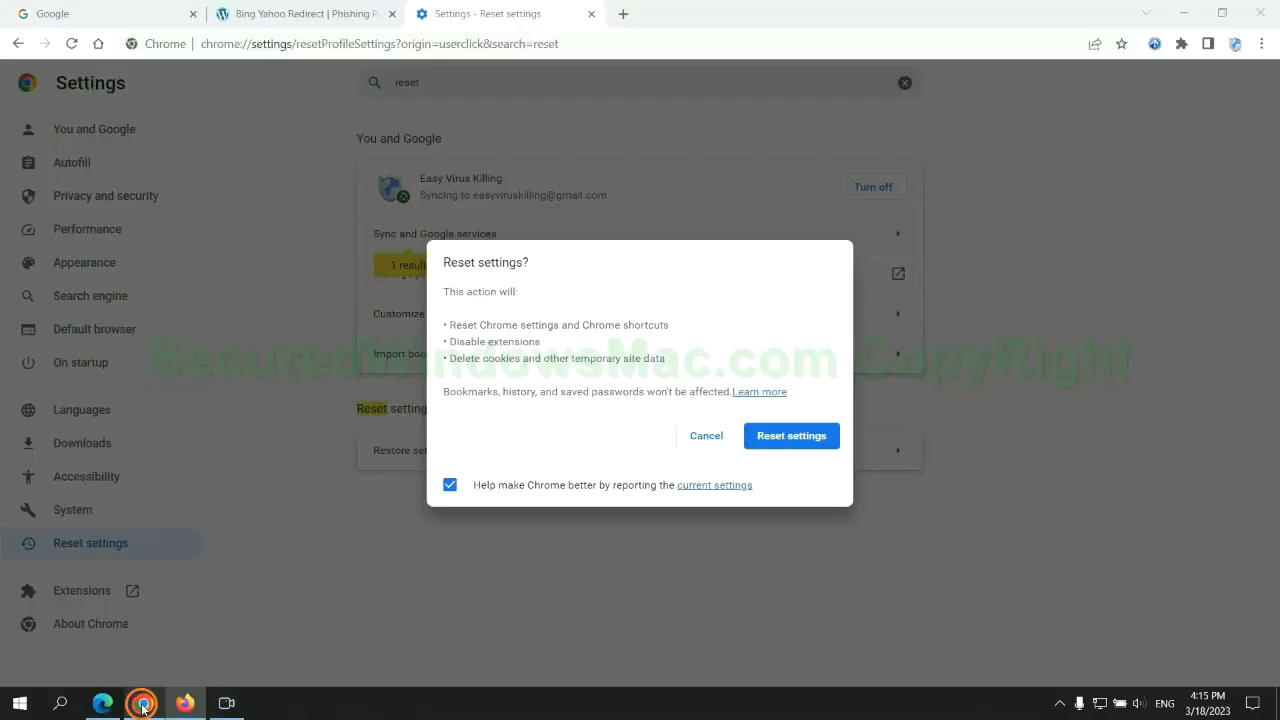 Google
Bing Yahoo Redirect | Phishing P
Settings - Reset settings
Chrome | chrome://settings/resetProfileSettings?origin=userclick&search=reset
Settings
reset
You and Google
Autofill
Privacy and security
Performance
Appearance
Search engine
Default browser
On startup
Languages
Downloads
Accessibility
System
Reset settings
Extensions
About Chrome
You and Google
Easy Virus Killing
Syncing to easyviruskilling@gmail.com
Turn off
Sync and Google services
1 resul
Customize
Import boo
Reset setting
Restore set
Reset settings?
This action will:
• Reset Chrome settings and Chrome shortcuts
• Disable extensions
• Delete cookies and other temporary site data
Bookmarks, history, and saved passwords won't be affected. Learn more
Cancel
Reset settings
Help make Chrome better by reporting the current settings
SecuredWindowsMac.com CopyRight
ENG
4:15 PM
3/18/2023